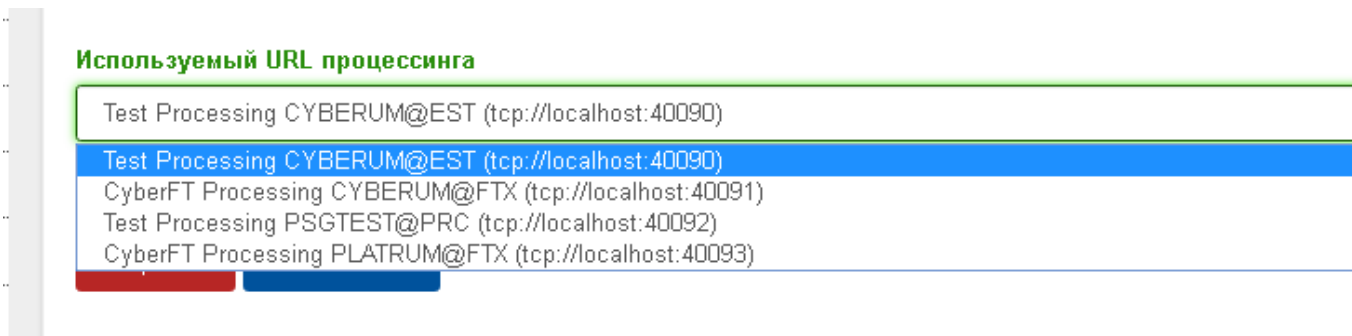 Используемый URL процессинга
Test Processing CYBERUM@EST (tcp://localhost:40090)
Test Processing CYBERUM@EST (tcp://localhost:40090)
CyberFT Processing CYBERUM@FTX (tcp://localhost:40091)
Test Processing PSGTEST@PRC (tcp://localhost:40092)
CyberFT Processing PLATRUM@FTX (tcp://localhost:40093)